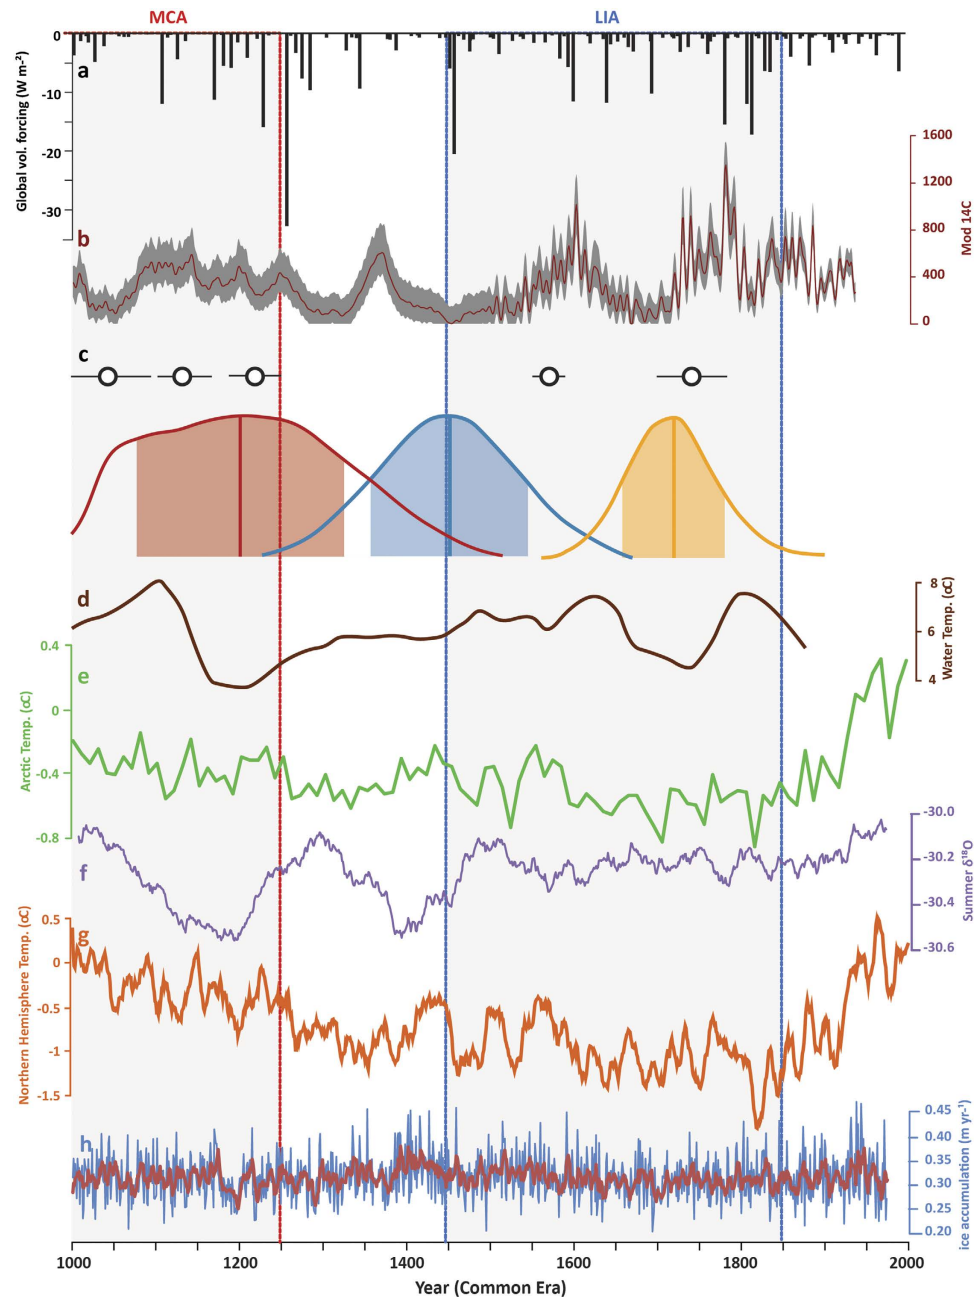 MCA
LIA
0
-10
-20
-30
Global vol. forcing (W m-²)
a
1600
1200
800
400
0
Mod 14C
b
c
d
8
6
4
Water Temp. (°C)
0.4
0
-0.4
-0.8
Arctic Temp. (°C)
e
-30.0
-30.2
-30.4
-30.6
Summer δ¹⁸O
f
0.5
0
-0.5
-1
-1.5
Northern Hemisphere Temp. (°C)
g
h
0.45
0.40
0.35
0.30
0.25
0.20
ice accumulation (m yr-¹)
1000
1200
1400
1600
1800
2000
Year (Common Era)